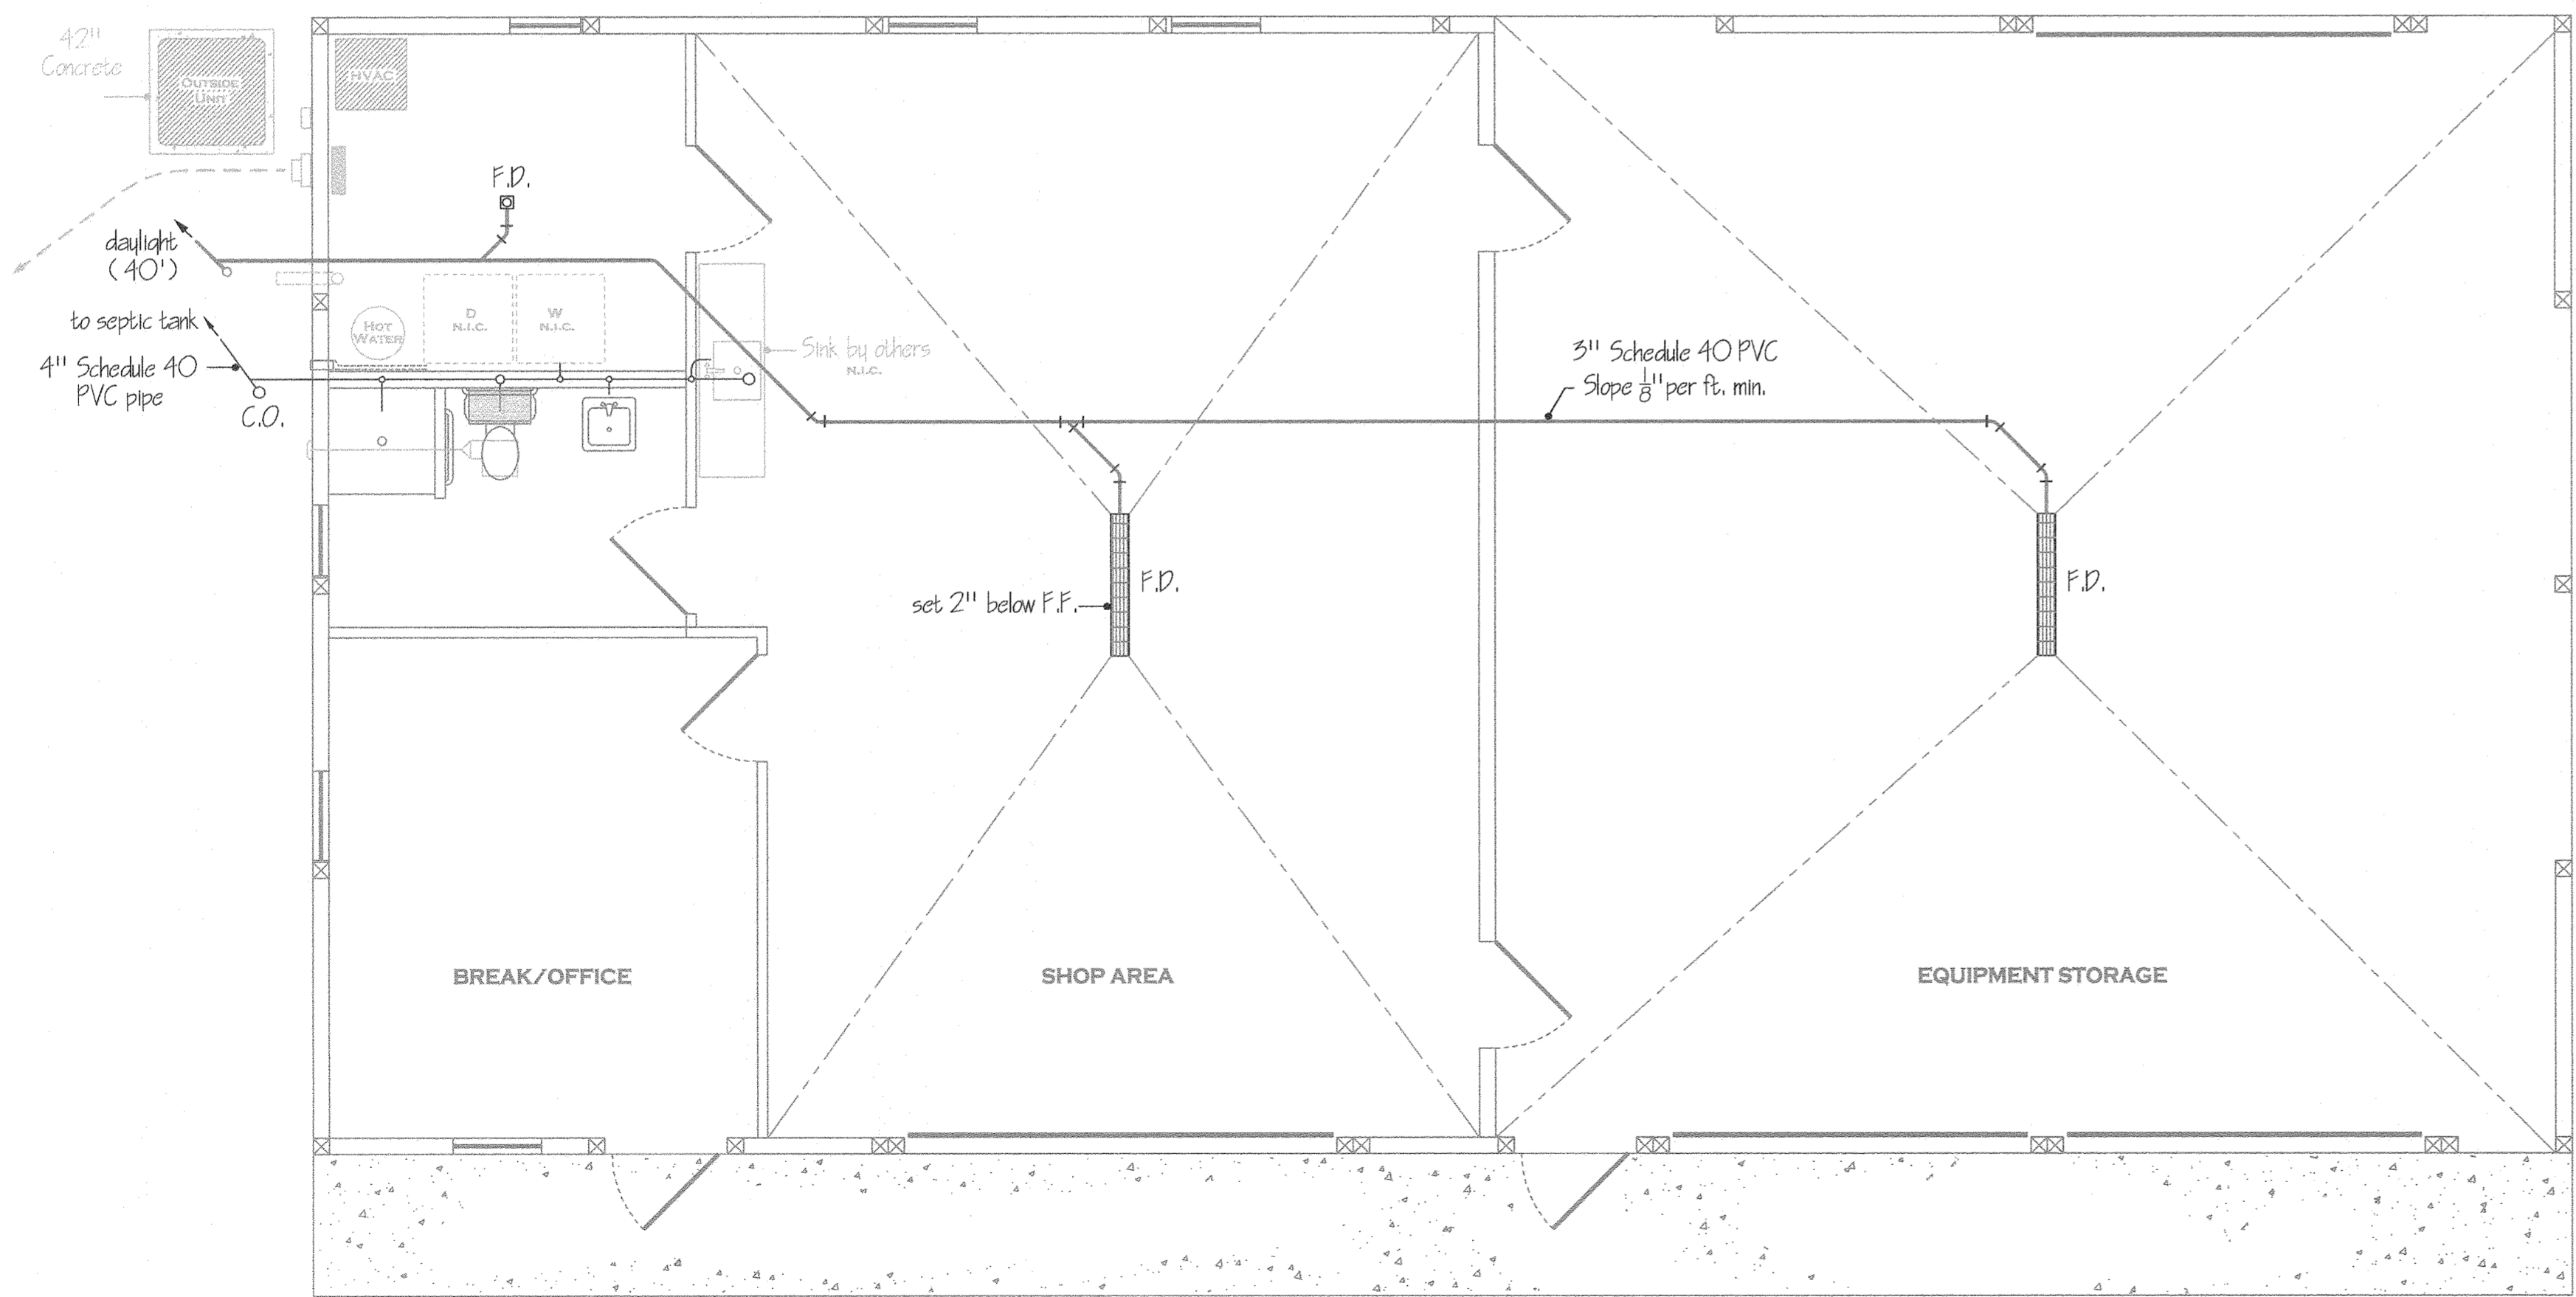 42"
Concrete
OUTSIDE
UNIT
HVAC
F.D.
daylight
(40')
to septic tank
4" Schedule 40
PVC pipe
C.O.
HOT
WATER
D
N.I.C.
W
N.I.C.
Sink by others
N.I.C.
3" Schedule 40 PVC
Slope 1/8" per ft. min.
set 2" below F.F.
F.D.
F.D.
BREAK/OFFICE
SHOP AREA
EQUIPMENT STORAGE